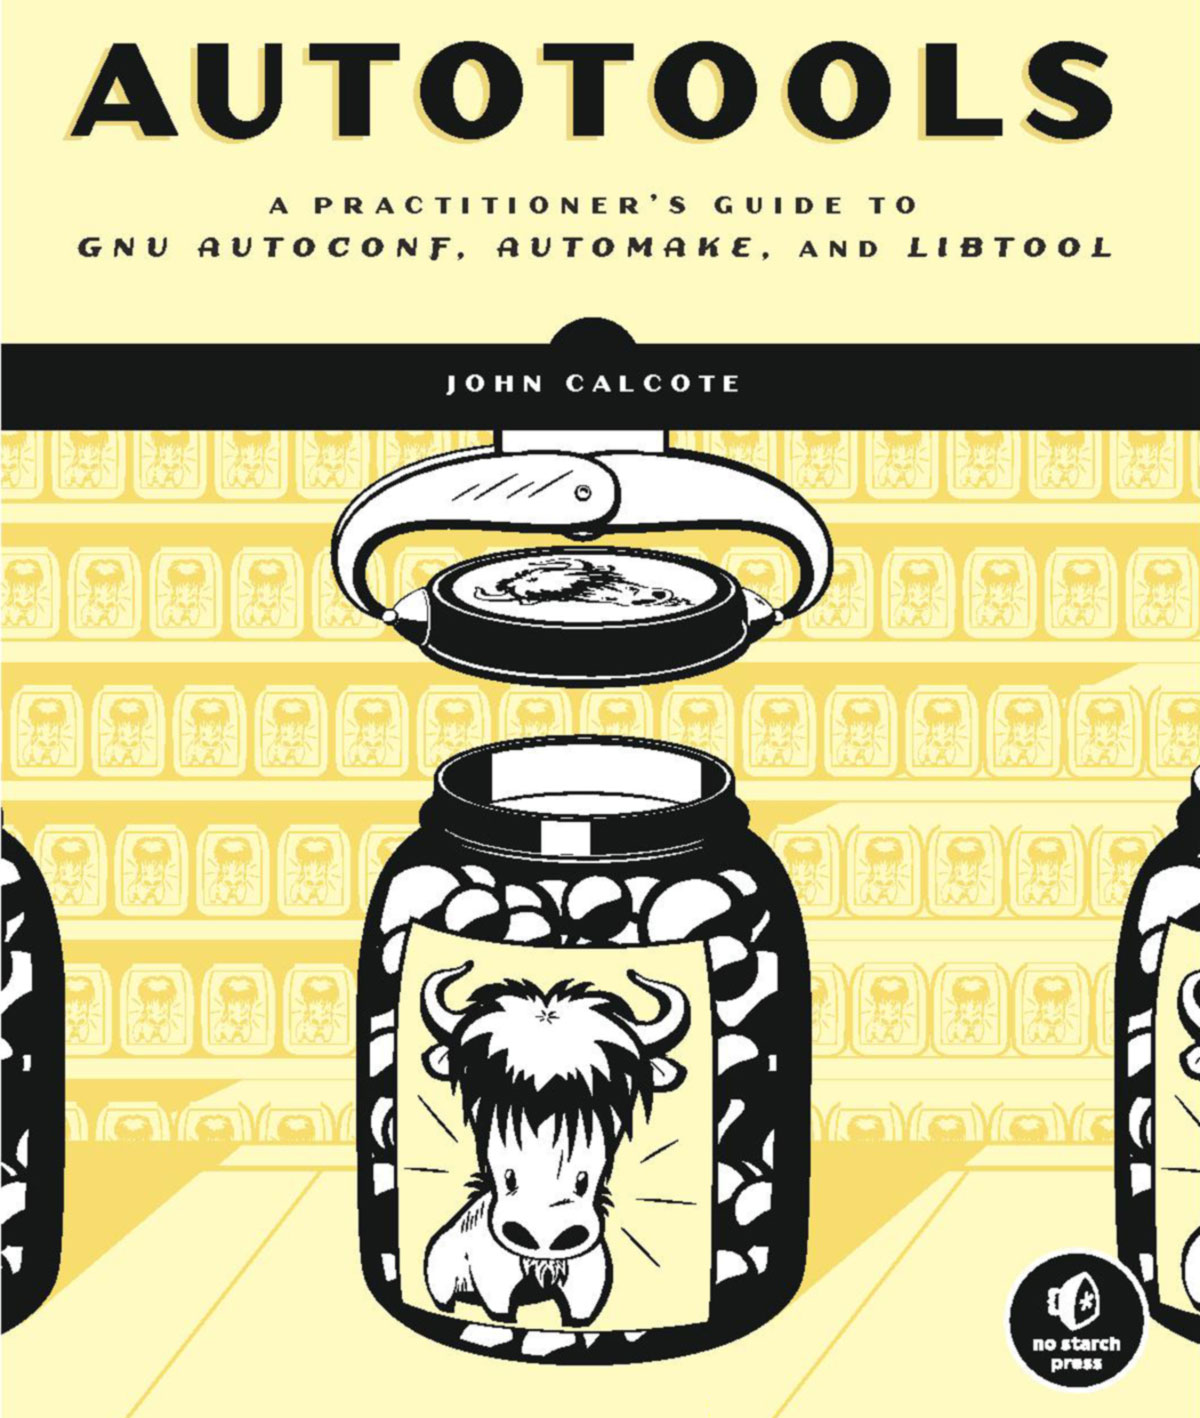 AUTOTOOLS
A PRACTITIONER'S GUIDE TO
GNU AUTOCONF, AUTOMAKE, AND LIBTOOL
JOHN CALCOTE
no starch
press